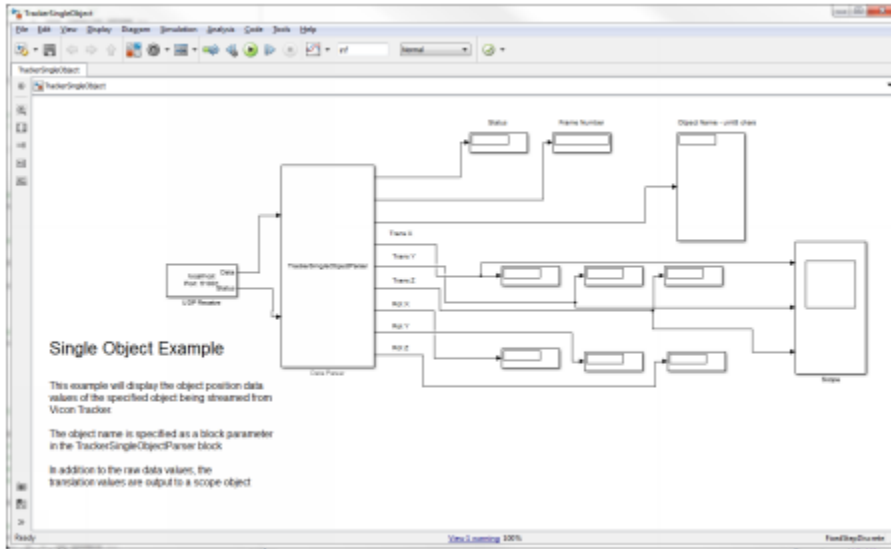 TrackerSingleObject
File Edit View Display Diagram Simulation Analysis Code Tools Help
inf Normal
TrackerSingleObject
TrackerSingleObject
Status Frame Number Object Name - uint8 chars
Trans X
Trans Y
TrackerSingleObjectParser
Trans Z
Data
Status
UDP Receive
Rot X
Rot Y
Rot Z
Data Parser
Scope
Single Object Example
This example will display the object position data
values of the specified object being streamed from
Vicon Tracker.
The object name is specified as a block parameter
in the TrackerSingleObjectParser block
In addition to the raw data values, the
translation values are output to a scope object
Ready View 1 warning 100% FixedStepDiscrete